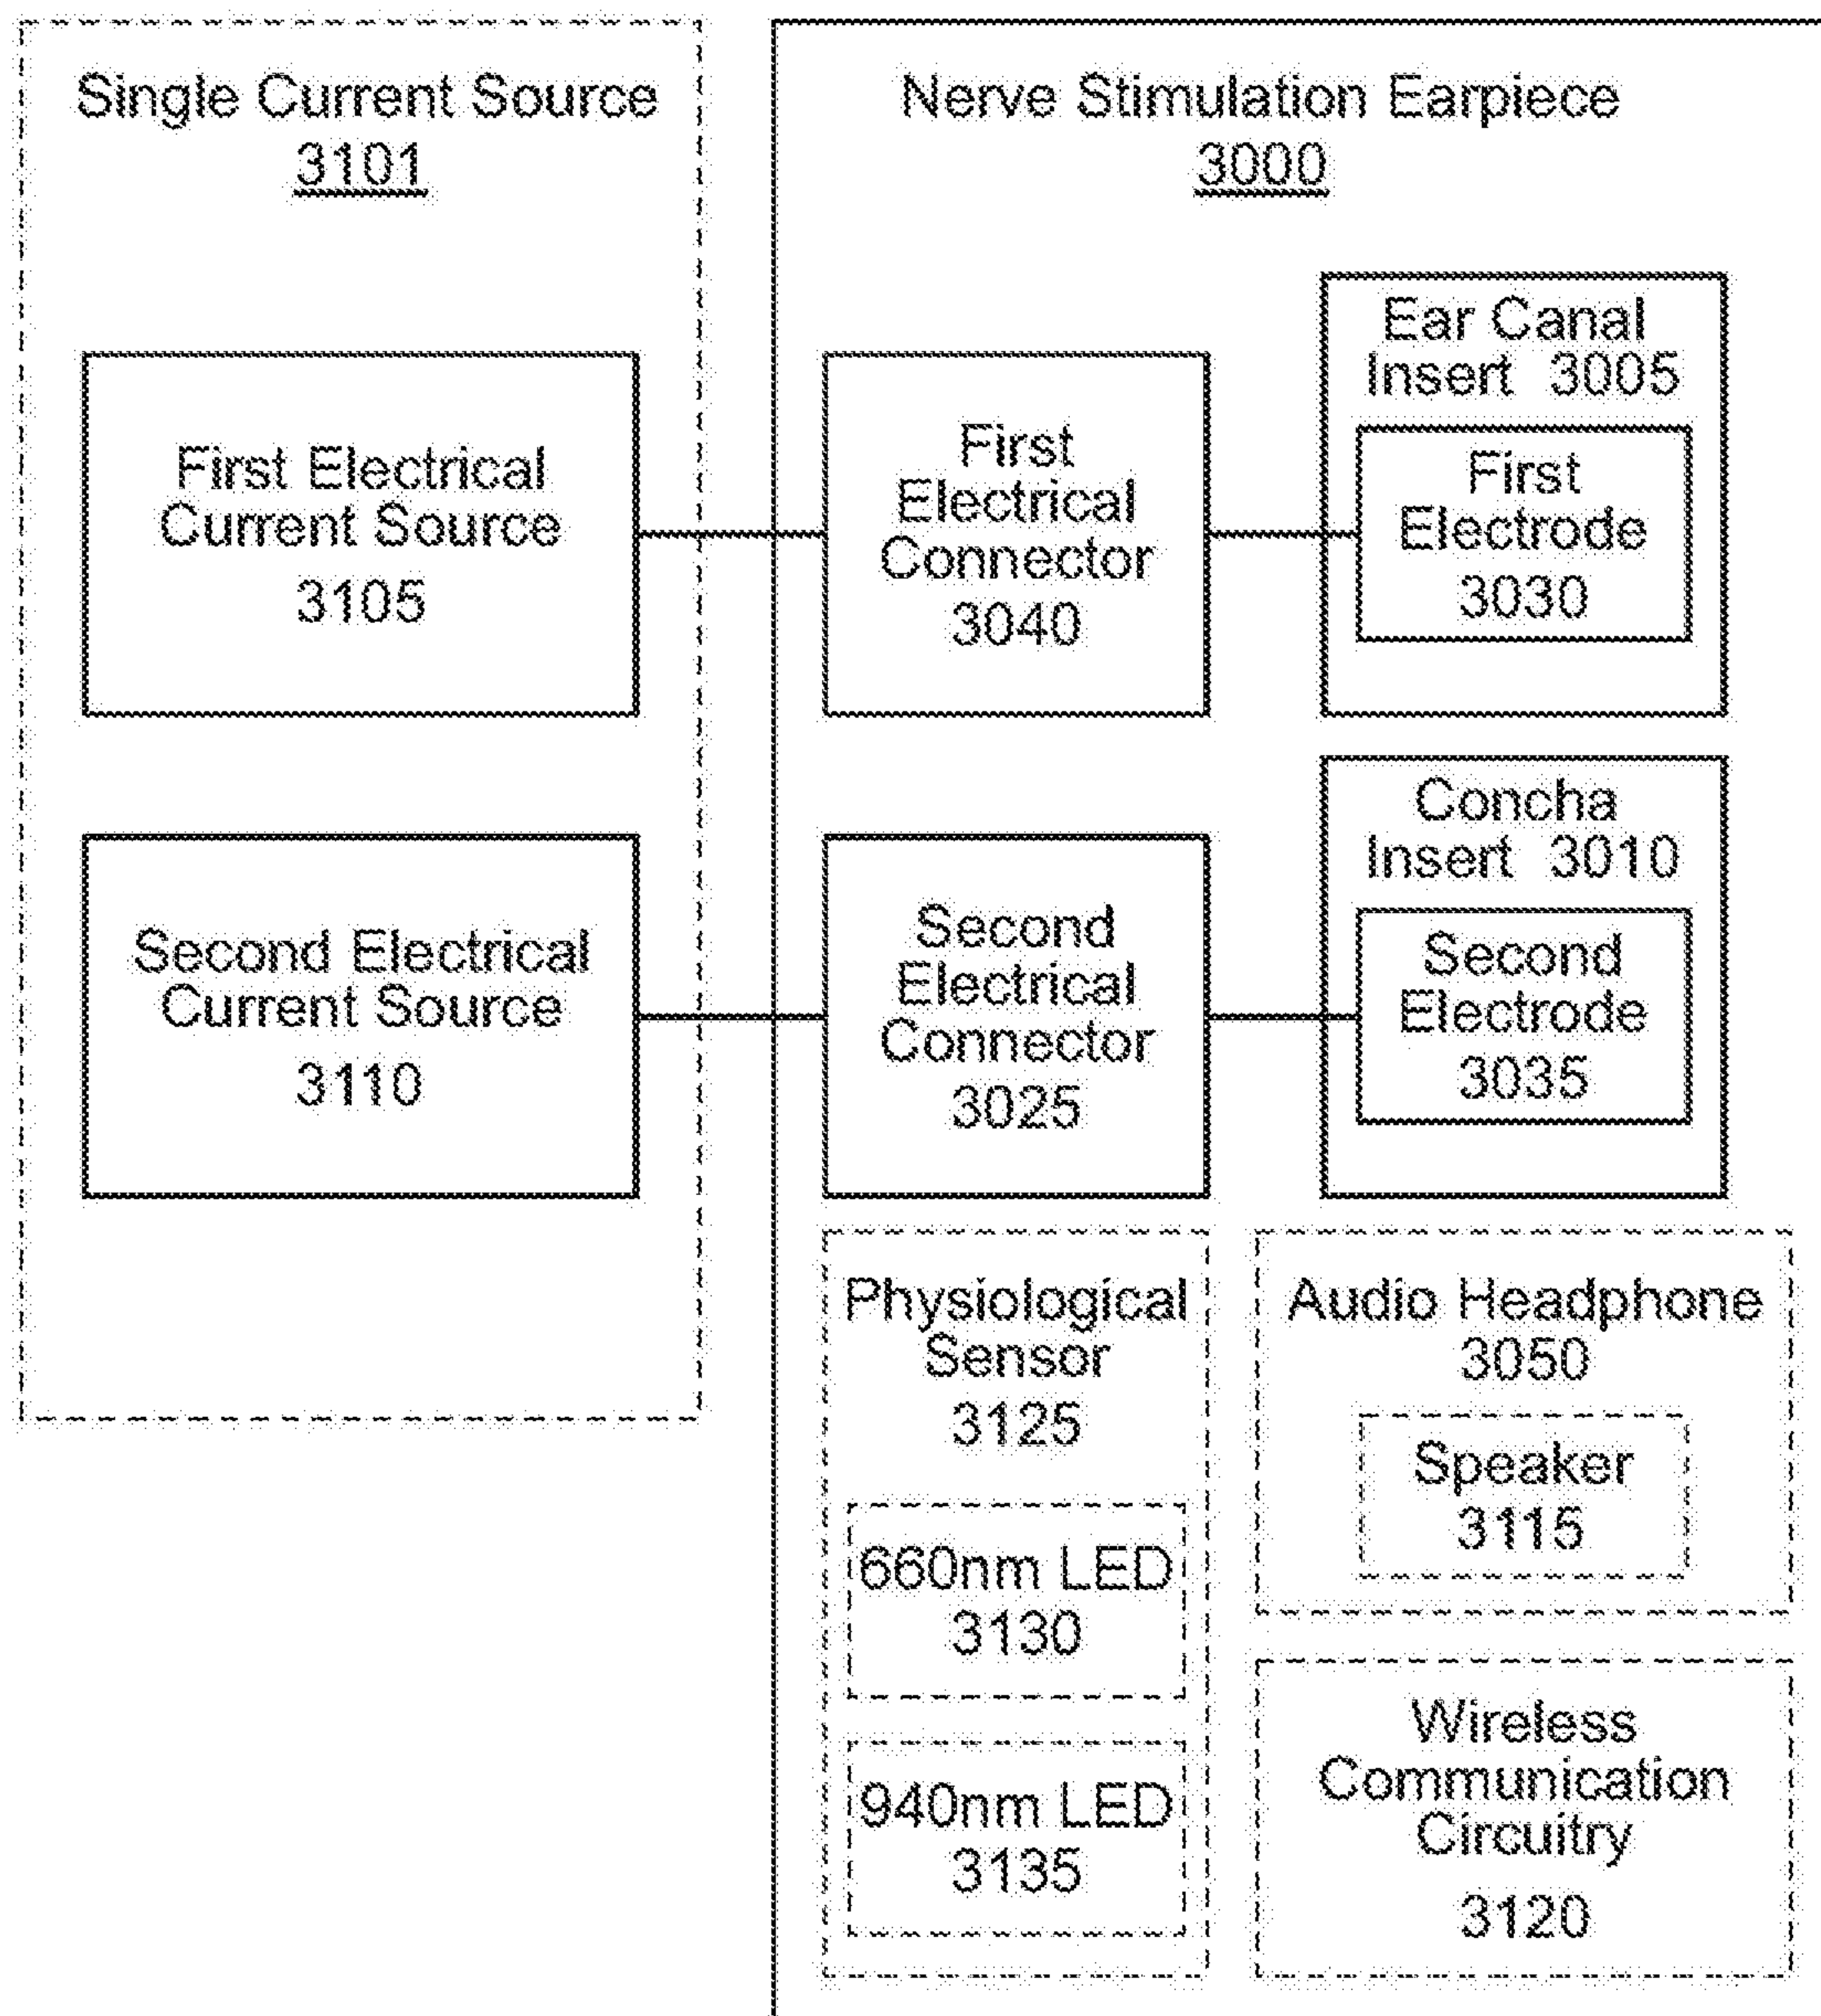 Single Current Source
3101
Nerve Stimulation Earpiece
3000
First Electrical
Current Source
3105
First
Electrical
Connector
3040
Ear Canal
Insert 3005
First
Electrode
3030
Second Electrical
Current Source
3110
Second
Electrical
Connector
3025
Concha
Insert 3010
Second
Electrode
3035
Physiological
Sensor
3125
660nm LED
3130
940nm LED
3135
Audio Headphone
3050
Speaker
3115
Wireless
Communication
Circuitry
3120